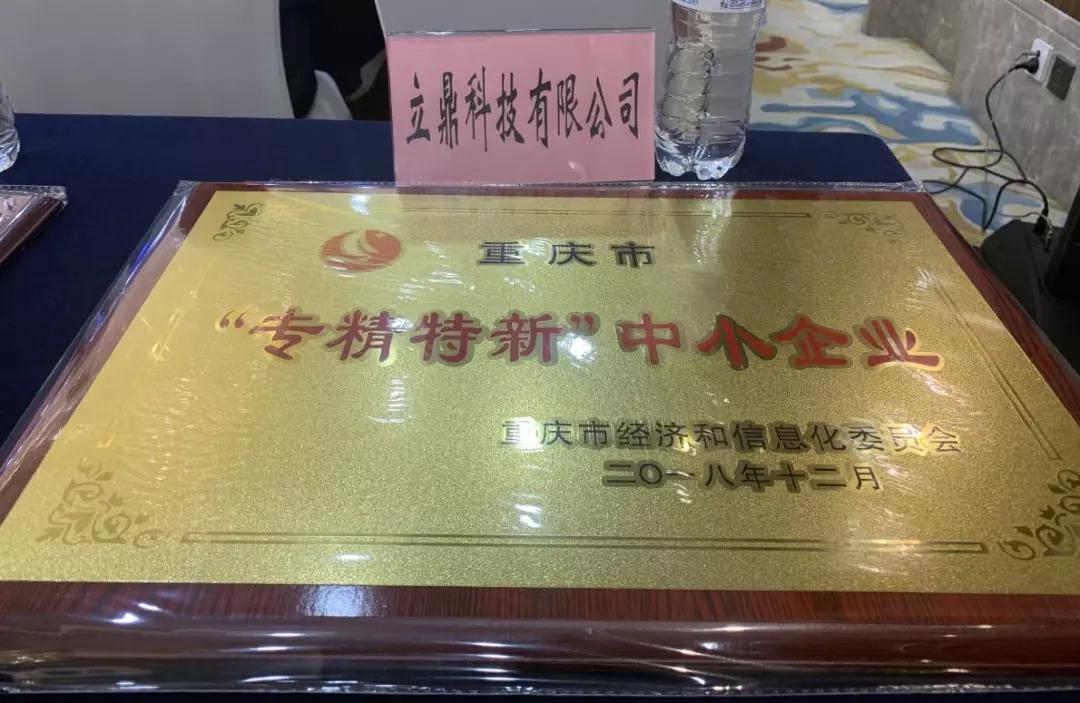 立鼎科技有限公司
重庆市
“专精特新”中小企业
重庆市经济和信息化委员会
二〇一八年十二月